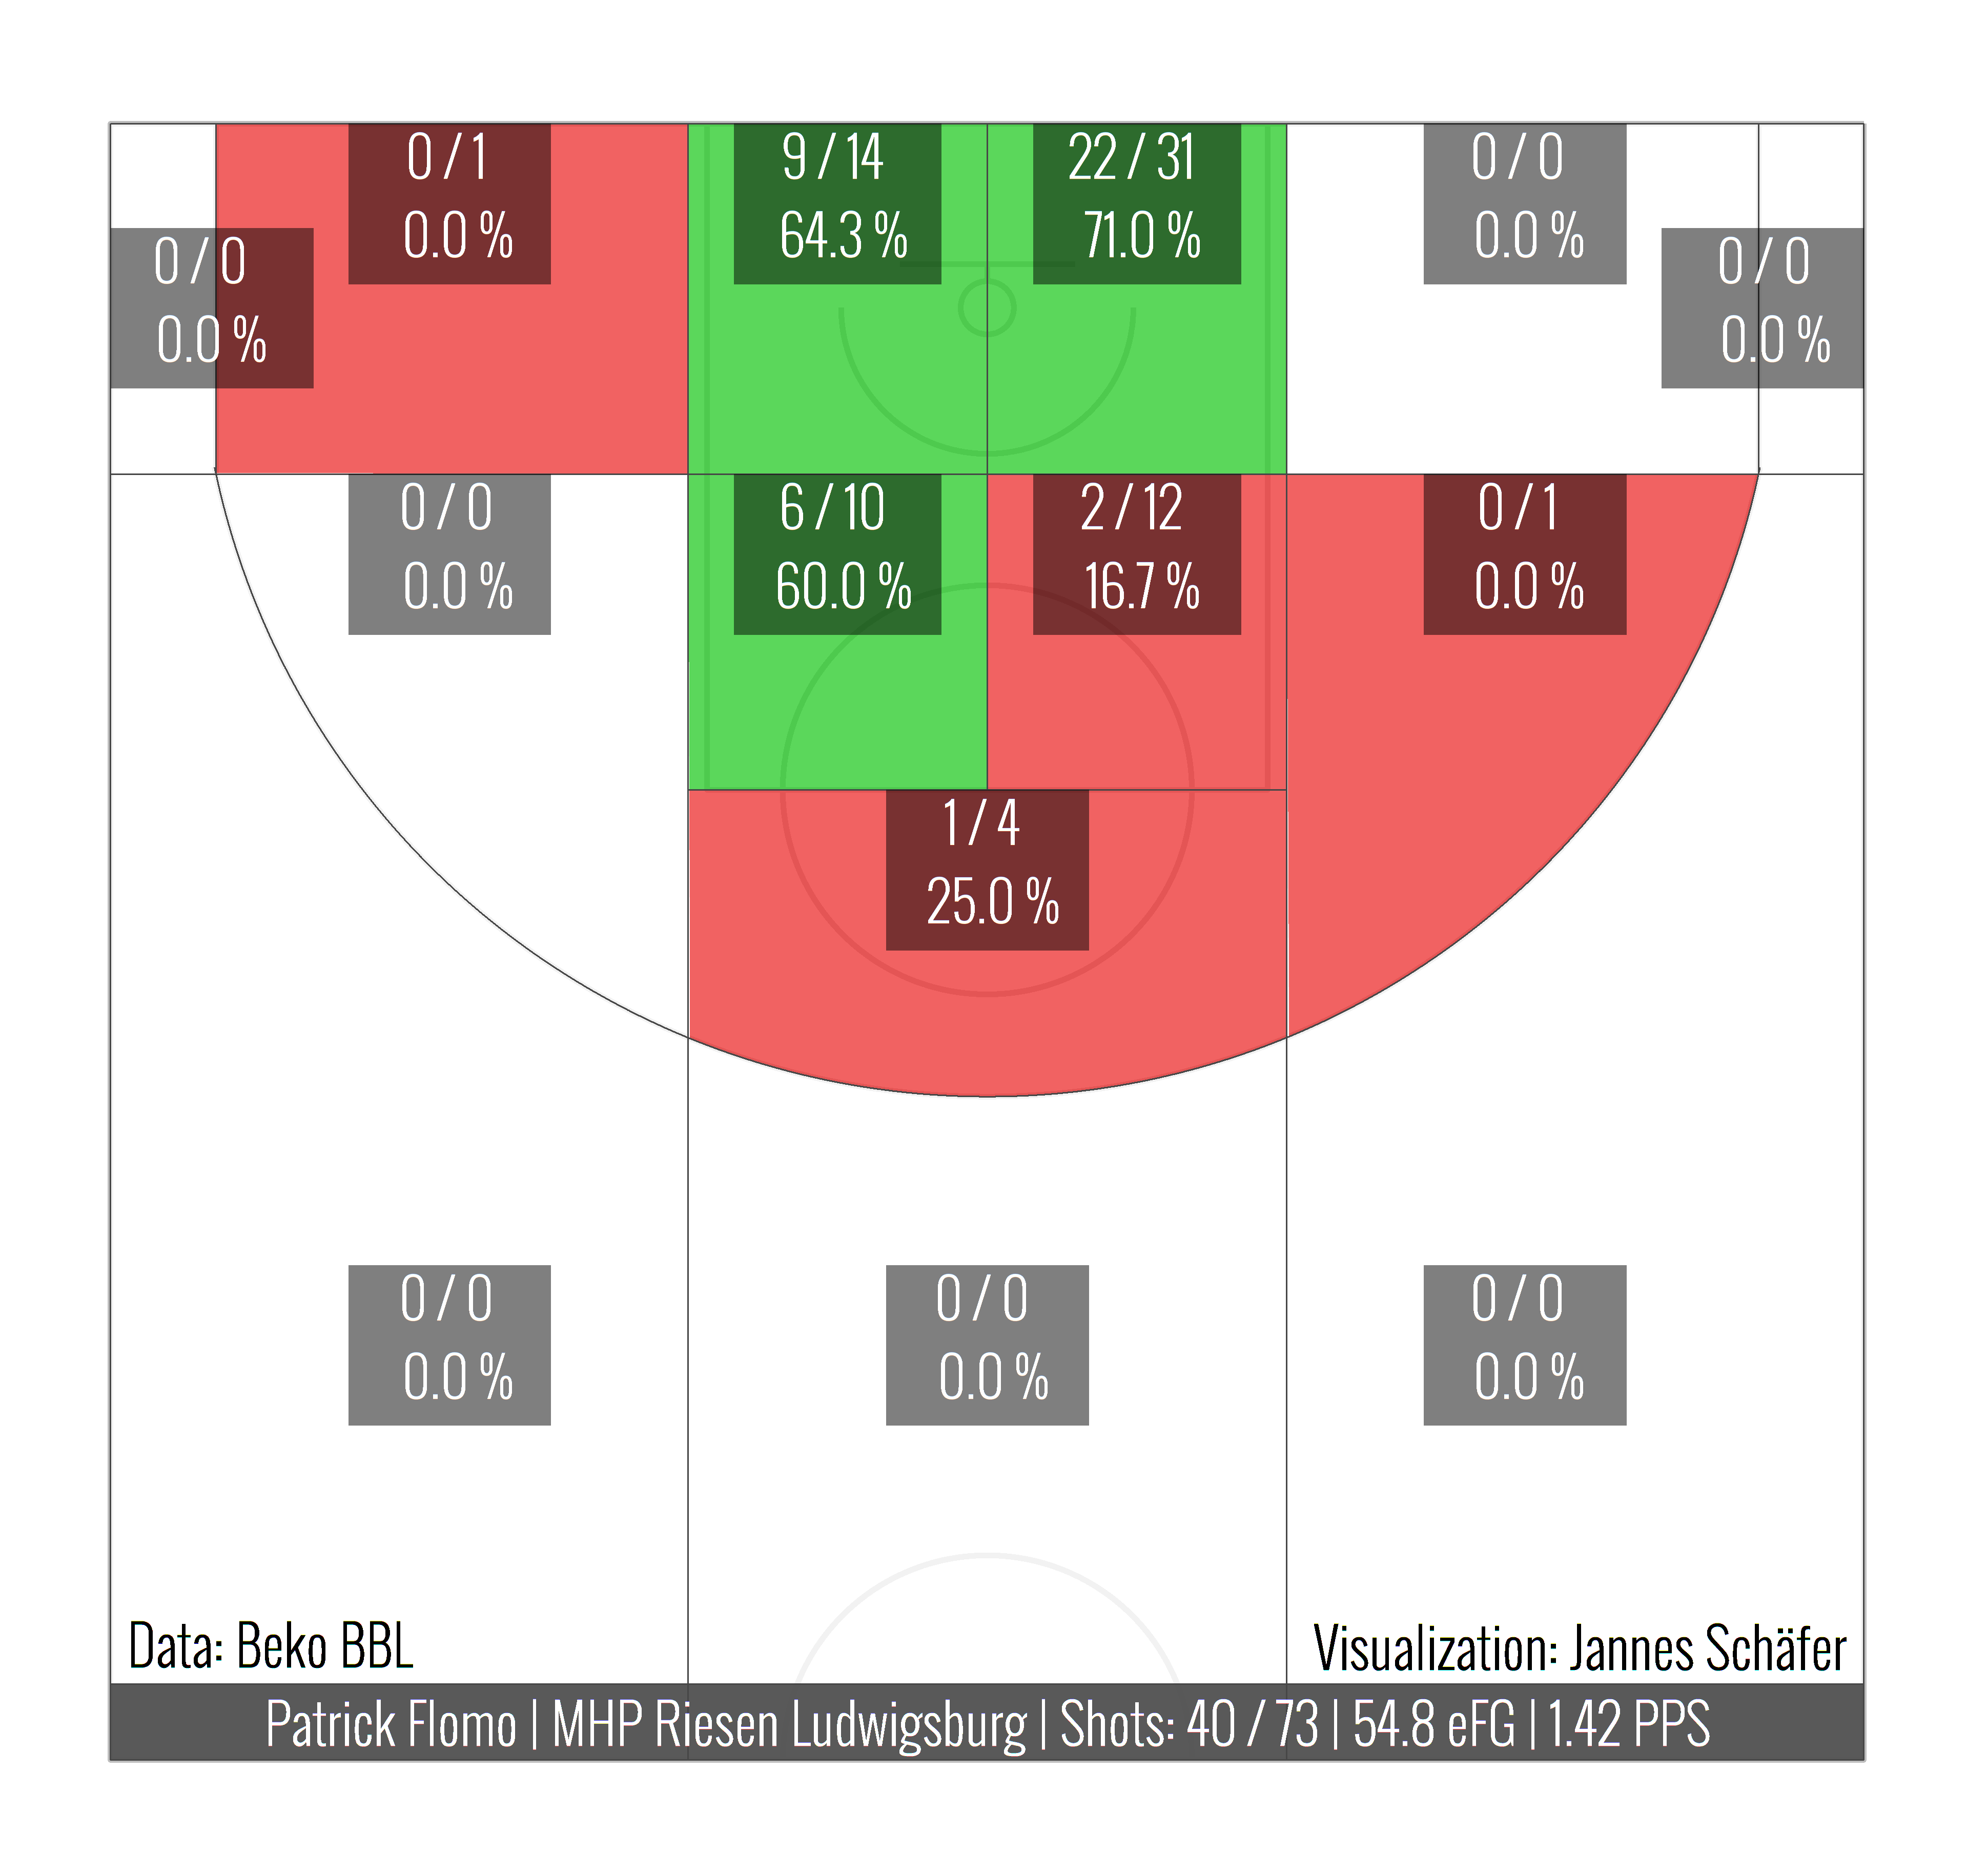 0 / 1
0.0 %
9 / 14
64.3 %
22 / 31
71.0 %
0 / 0
0.0 %
0 / 0
0.0 %
0 / 0
0.0 %
0 / 0
0.0 %
6 / 10
60.0 %
2 / 12
16.7 %
0 / 1
0.0 %
1 / 4
25.0 %
0 / 0
0.0 %
0 / 0
0.0 %
0 / 0
0.0 %
Data: Beko BBL
Visualization: Jannes Schäfer
Patrick Flomo | MHP Riesen Ludwigsburg | Shots: 40 / 73 | 54.8 eFG | 1.42 PPS